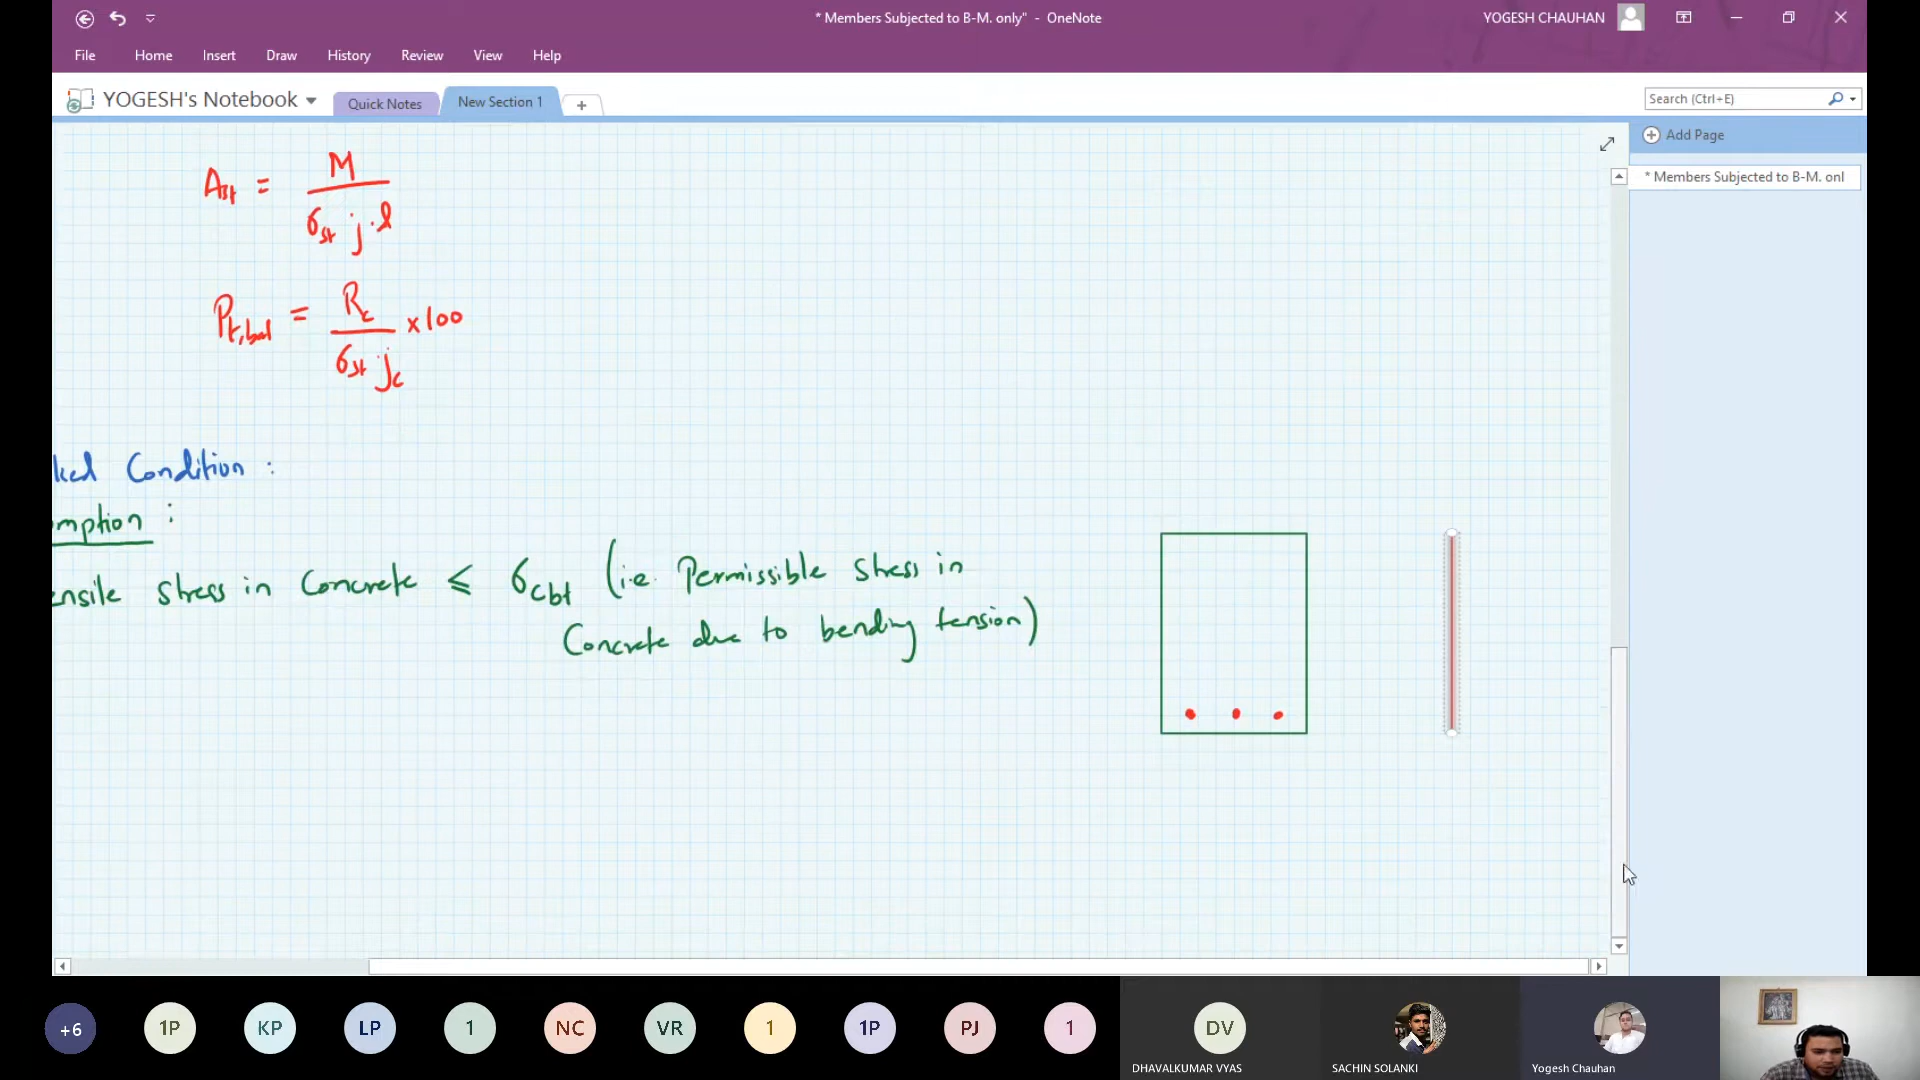 * Members Subjected to B-M. only" - OneNote
YOGESH CHAUHAN
File Home Insert Draw History Review View Help
YOGESH's Notebook
Quick Notes
New Section 1
Search (Ctrl+E)
Add Page
* Members Subjected to B-M. onl
Ast = M / σst j.d
Pt,bal = Rc / σst jc × 100
ked Condition :
mption :
ensile stress in Concrete ⩽ σcbt (i.e. Permissible stress in
Concrete due to bending tension)
+6
1P
KP
LP
1
NC
VR
1
1P
PJ
1
DV
DHAVALKUMAR VYAS
SACHIN SOLANKI
Yogesh Chauhan